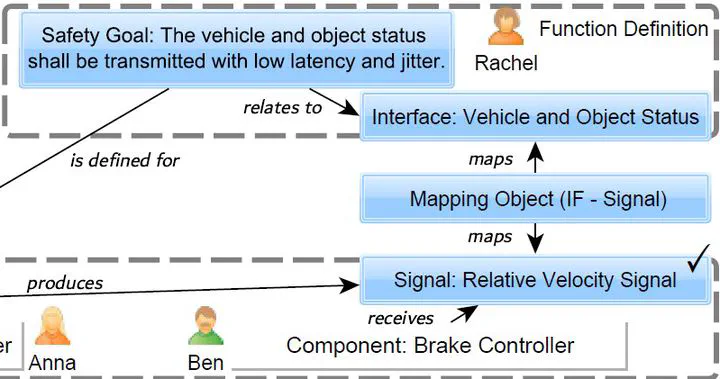 Safety Goal: The vehicle and object status
shall be transmitted with low latency and jitter.
Rachel
Function Definition
relates to
Interface: Vehicle and Object Status
is defined for
maps
Mapping Object (IF - Signal)
maps
produces
Signal: Relative Velocity Signal
receives
er
Anna
Ben
Component: Brake Controller